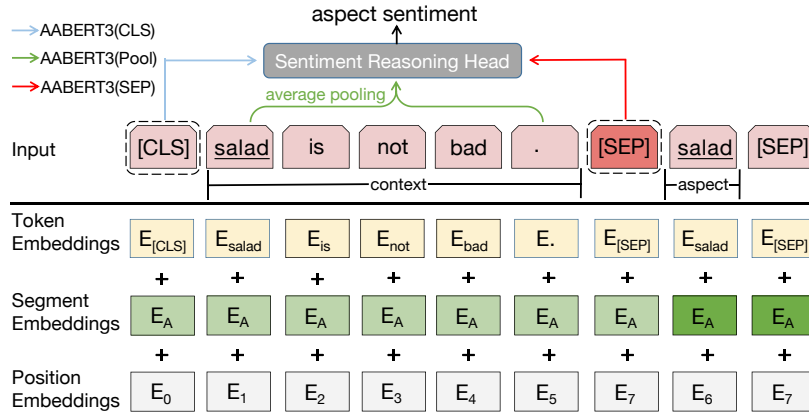 aspect sentiment
AABERT3(CLS)
AABERT3(Pool)
AABERT3(SEP)
Sentiment Reasoning Head
average pooling
Input
[CLS] salad is not bad . [SEP] salad [SEP]
context
aspect
Token Embeddings
E[CLS] Esalad Eis Enot Ebad E. E[SEP] Esalad E[SEP]
+ + + + + + + + +
Segment Embeddings
EA EA EA EA EA EA EA EA EA
+ + + + + + + + +
Position Embeddings
E0 E1 E2 E3 E4 E5 E7 E6 E7